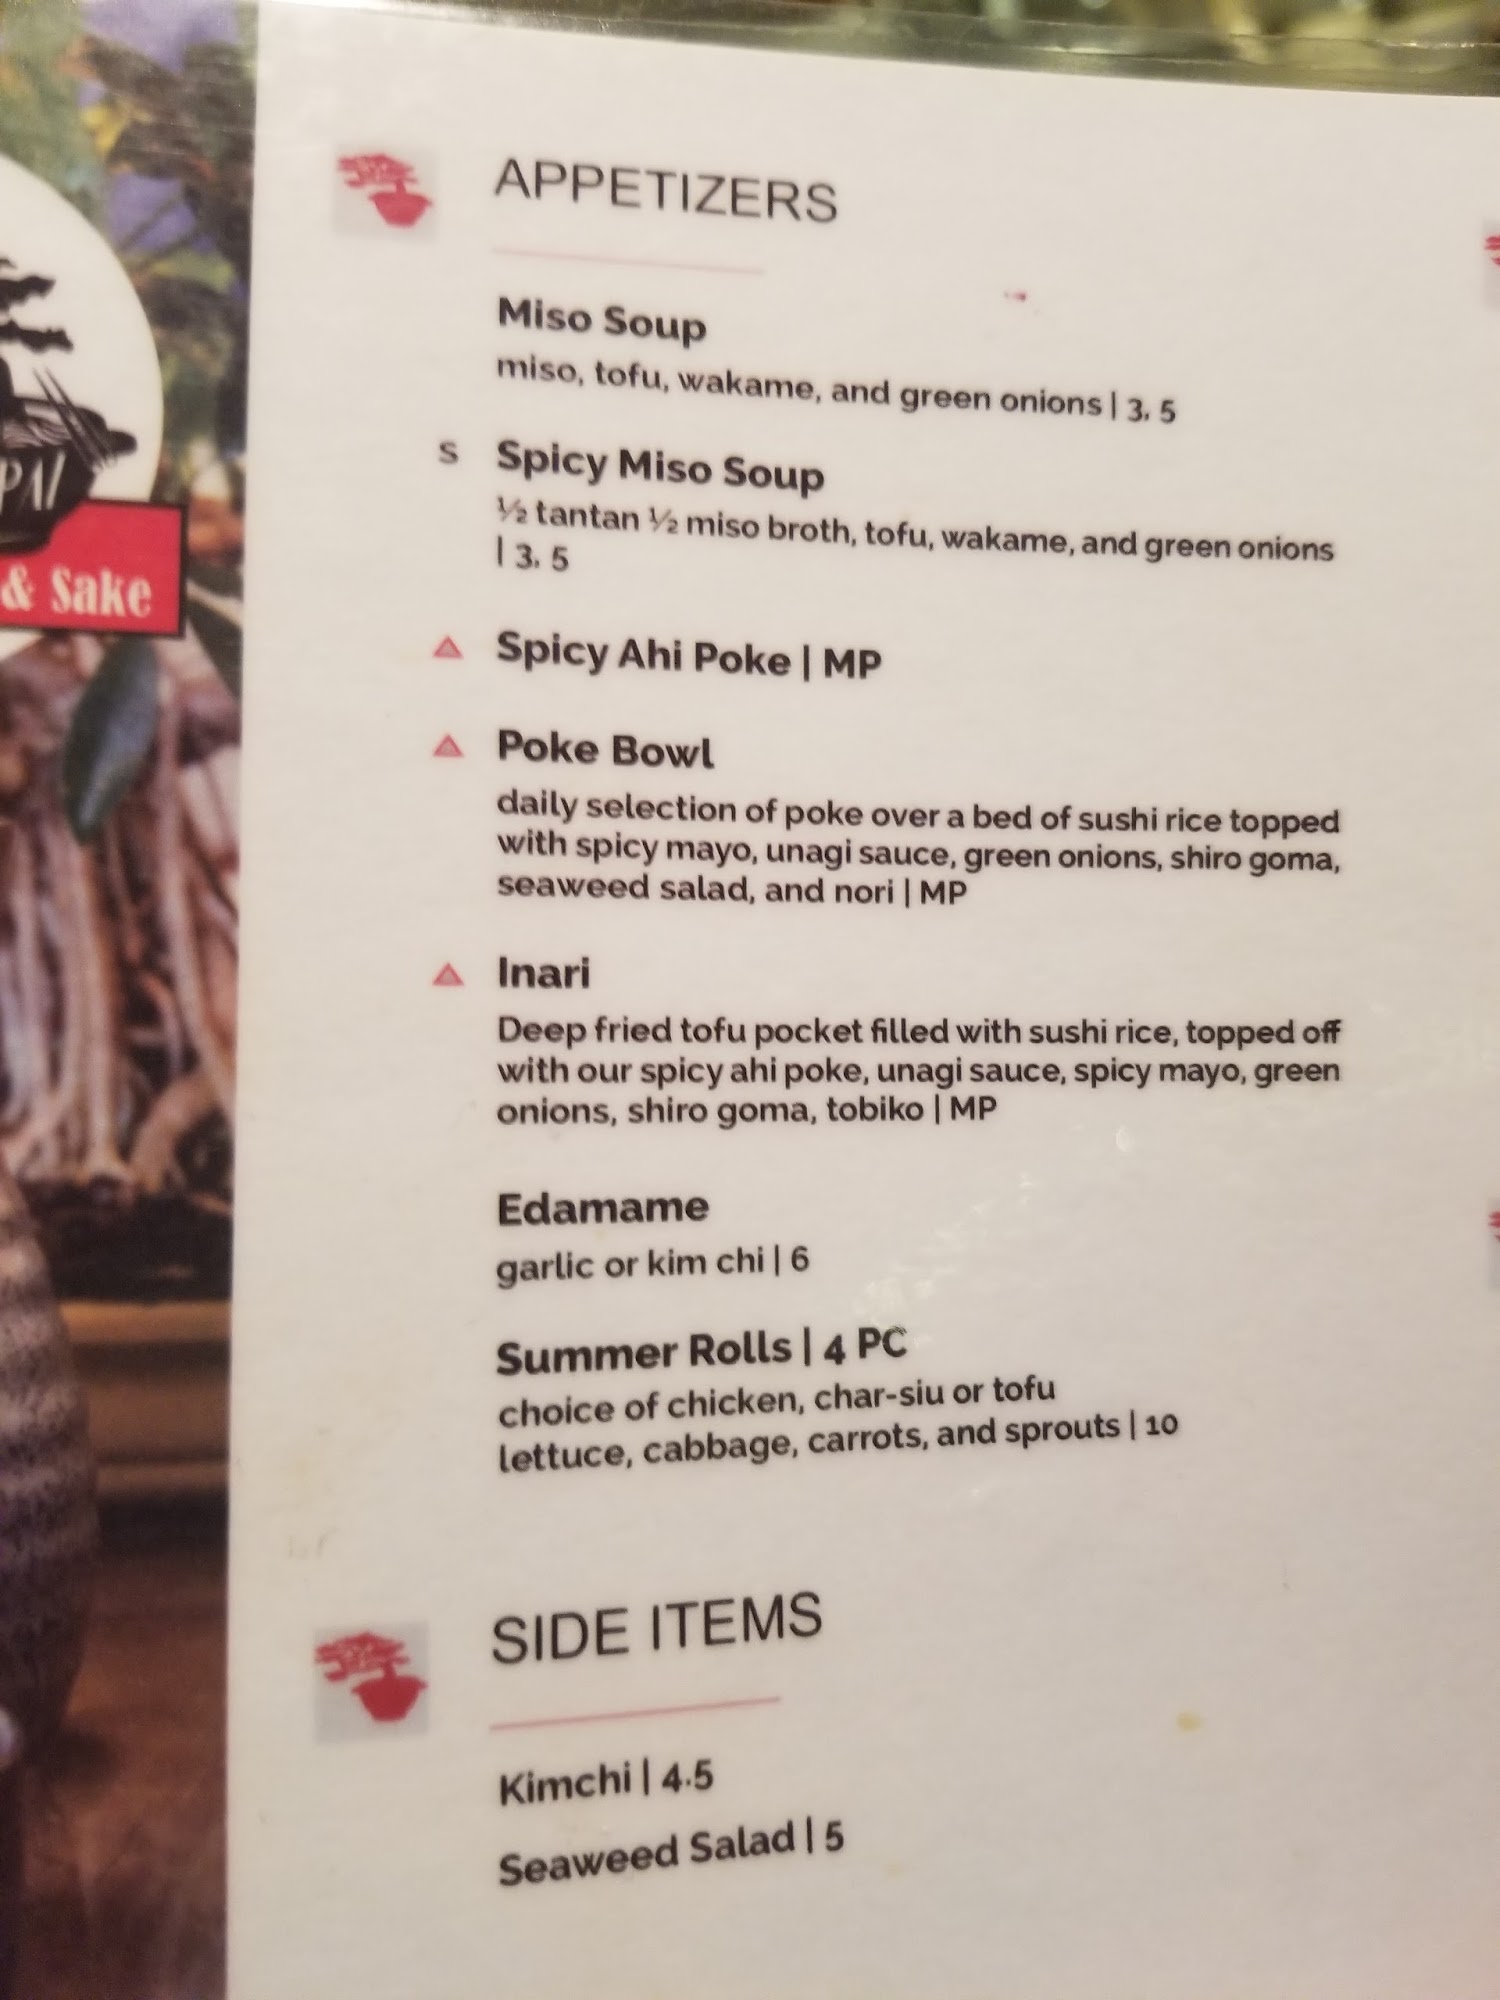 PAI
& Sake
APPETIZERS
Miso Soup
miso, tofu, wakame, and green onions | 3. 5
S Spicy Miso Soup
½ tantan ½ miso broth, tofu, wakame, and green onions
| 3. 5
Spicy Ahi Poke | MP
Poke Bowl
daily selection of poke over a bed of sushi rice topped
with spicy mayo, unagi sauce, green onions, shiro goma,
seaweed salad, and nori | MP
Inari
Deep fried tofu pocket filled with sushi rice, topped off
with our spicy ahi poke, unagi sauce, spicy mayo, green
onions, shiro goma, tobiko | MP
Edamame
garlic or kim chi | 6
Summer Rolls | 4 PC
choice of chicken, char-siu or tofu
lettuce, cabbage, carrots, and sprouts | 10
SIDE ITEMS
Kimchi | 4.5
Seaweed Salad | 5